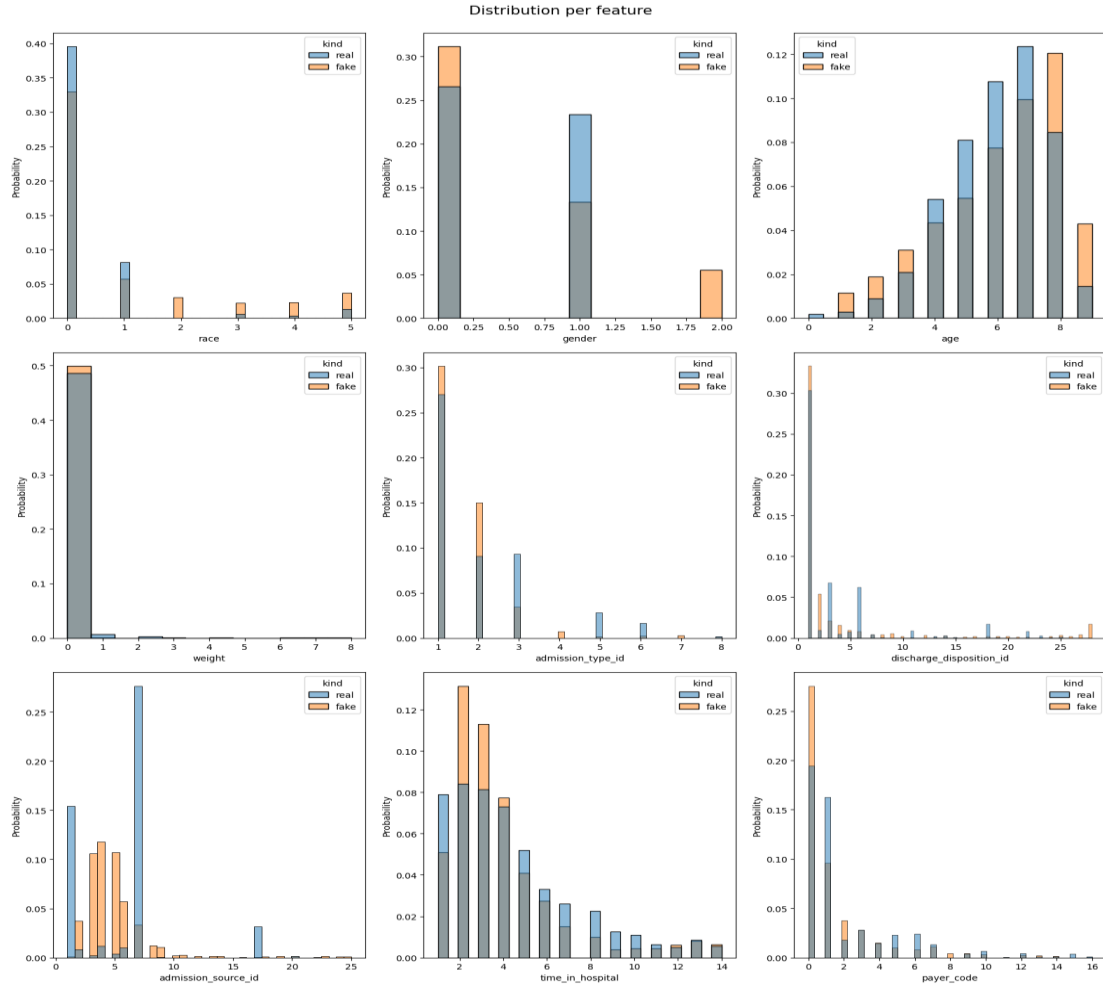 Distribution per feature
kind
real
fake
Probability
0.40
0.35
0.30
0.25
0.20
0.15
0.10
0.05
0.00
0 1 2 3 4 5
race
kind
real
fake
Probability
0.30
0.25
0.20
0.15
0.10
0.05
0.00
0.00 0.25 0.50 0.75 1.00 1.25 1.50 1.75 2.00
gender
kind
real
fake
Probability
0.12
0.10
0.08
0.06
0.04
0.02
0.00
0 2 4 6 8
age
kind
real
fake
Probability
0.5
0.4
0.3
0.2
0.1
0.0
0 1 2 3 4 5 6 7 8
weight
kind
real
fake
Probability
0.30
0.25
0.20
0.15
0.10
0.05
0.00
1 2 3 4 5 6 7 8
admission_type_id
kind
real
fake
Probability
0.30
0.25
0.20
0.15
0.10
0.05
0.00
0 5 10 15 20 25
discharge_disposition_id
kind
real
fake
Probability
0.25
0.20
0.15
0.10
0.05
0.00
0 5 10 15 20 25
admission_source_id
kind
real
fake
Probability
0.12
0.10
0.08
0.06
0.04
0.02
0.00
2 4 6 8 10 12 14
time_in_hospital
kind
real
fake
Probability
0.25
0.20
0.15
0.10
0.05
0.00
0 2 4 6 8 10 12 14 16
payer_code